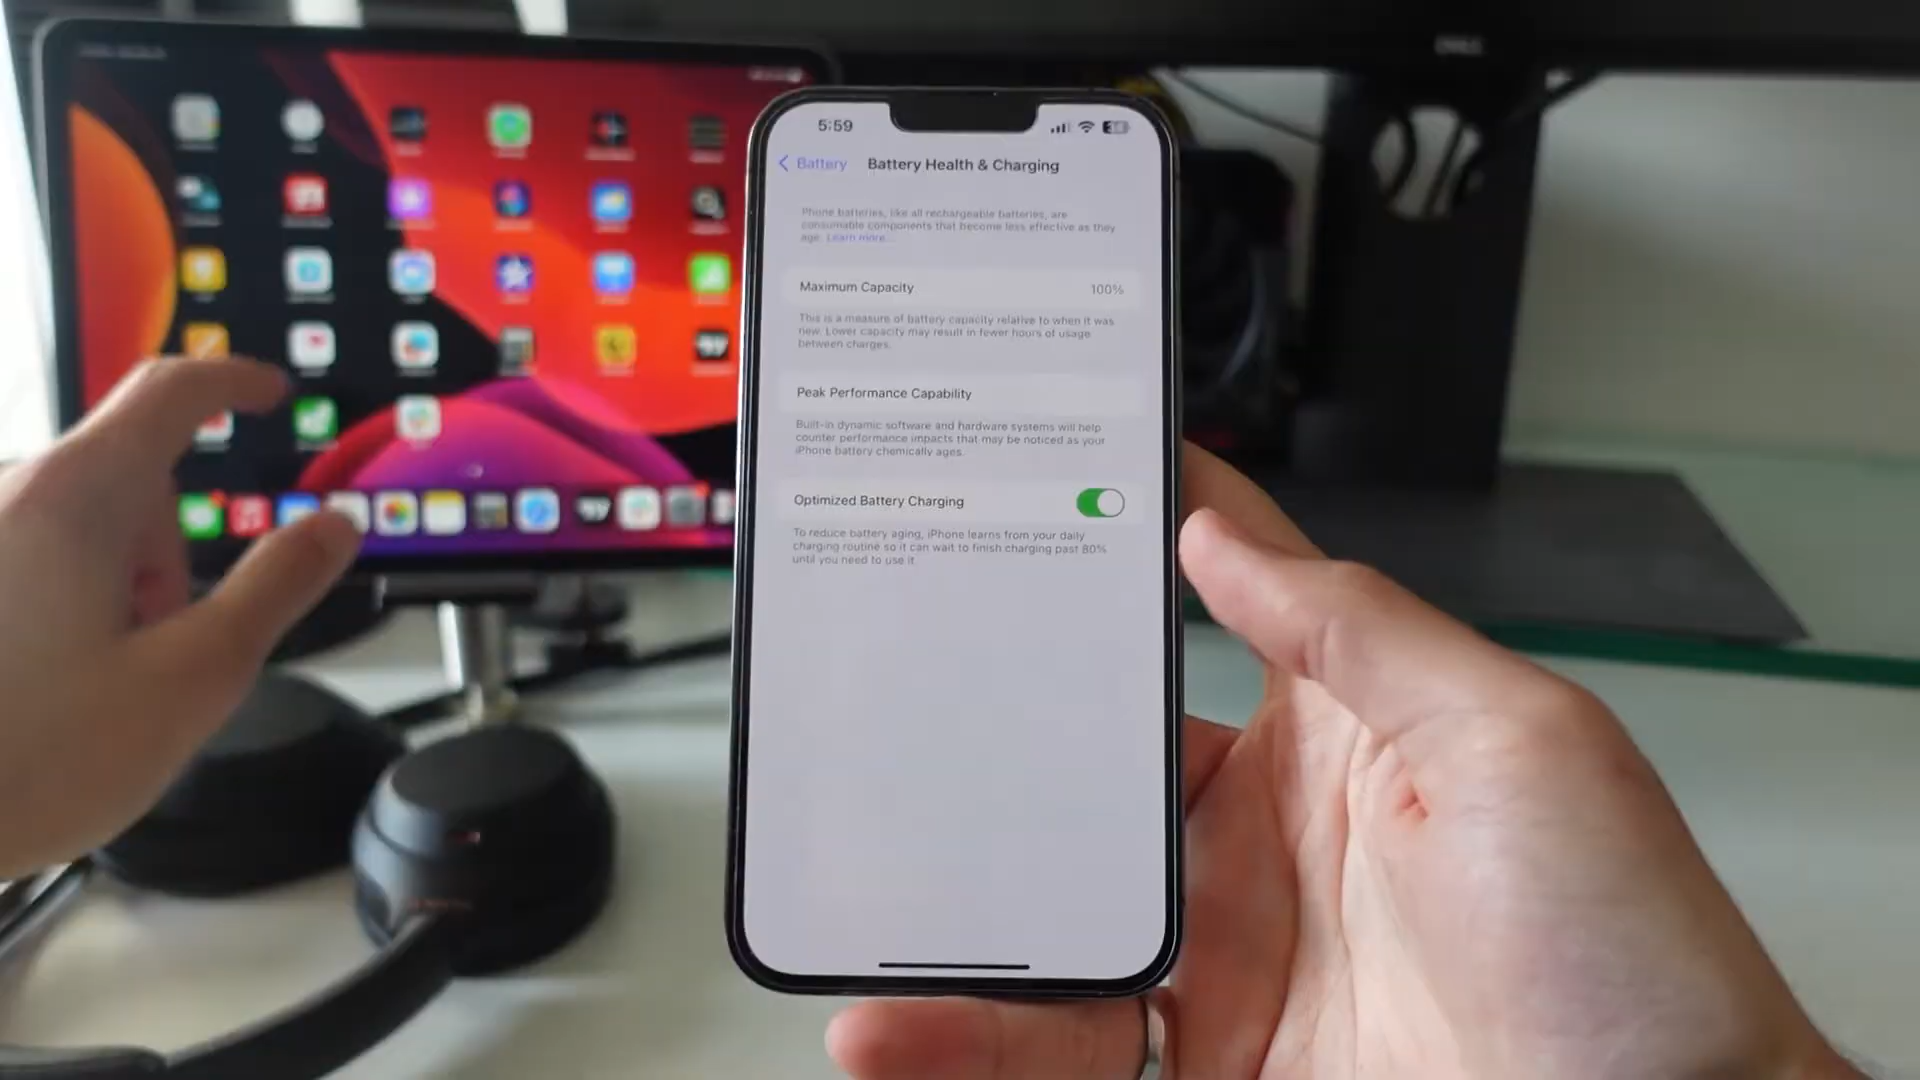 DELL
5:59
Battery
Battery Health & Charging
Phone batteries, like all rechargeable batteries, are
consumable components that become less effective as they
age. Learn more...
Maximum Capacity
100%
This is a measure of battery capacity relative to when it was
new. Lower capacity may result in fewer hours of usage
between charges.
Peak Performance Capability
Built-in dynamic software and hardware systems will help
counter performance impacts that may be noticed as your
iPhone battery chemically ages.
Optimized Battery Charging
To reduce battery aging, iPhone learns from your daily
charging routine so it can wait to finish charging past 80%
until you need to use it.